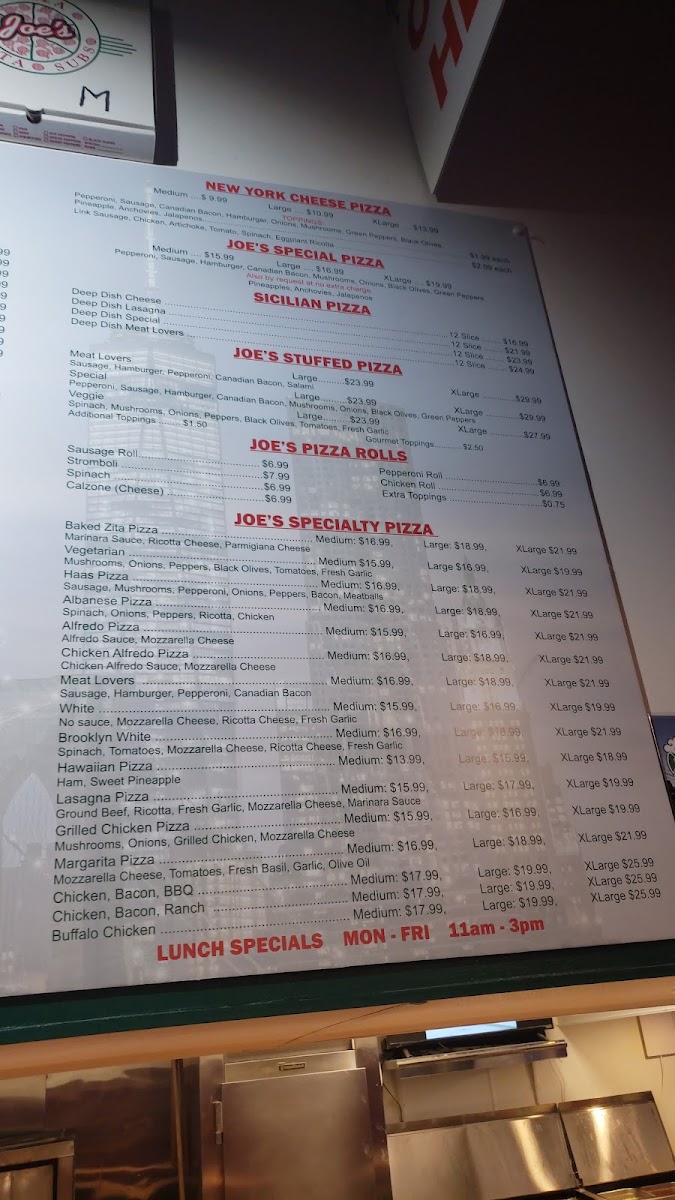 Joe's
PIZZA SUBS
M
H
NEW YORK CHEESE PIZZA
Medium ....$ 9.99 Large .... $10.99 XLarge .... $13.99
TOPPINGS
Pepperoni, Sausage, Canadian Bacon, Hamburger, Onions, Mushrooms, Green Peppers, Black Olives,
Pineapple, Anchovies, Jalapenos ........ $1.99 each
Link Sausage, Chicken, Artichoke, Tomato, Spinach, Eggplant Ricotta ........ $2.99 each
JOE'S SPECIAL PIZZA
Medium .... $15.99 Large .... $16.99 XLarge .... $19.99
Pepperoni, Sausage, Hamburger, Canadian Bacon, Mushrooms, Onions, Black Olives, Green Peppers
Also by request at no extra charge
Pineapples, Anchovies, Jalapenos
SICILIAN PIZZA
Deep Dish Cheese ........ 12 Slice ....... $16.99
Deep Dish Lasagna ........ 12 Slice ....... $21.99
Deep Dish Special ........ 12 Slice ....... $23.99
Deep Dish Meat Lovers ........ 12 Slice ....... $24.99
JOE'S STUFFED PIZZA
Meat Lovers Large.........$23.99 XLarge ............$29.99
Sausage, Hamburger, Pepperoni, Canadian Bacon, Salami
Special Large.........$23.99 XLarge ............$29.99
Pepperoni, Sausage, Hamburger, Canadian Bacon, Mushrooms, Onions, Black Olives, Green Peppers
Veggie Large.........$23.99 XLarge ............$27.99
Spinach, Mushrooms, Onions, Peppers, Black Olives, Tomatoes, Fresh Garlic
Additional Toppings ....... $1.50 Gourmet Toppings.......... $2.50
JOE'S PIZZA ROLLS
Sausage Roll........ $6.99 Pepperoni Roll ........ $6.99
Stromboli ........ $7.99 Chicken Roll ........ $6.99
Spinach ........ $6.99 Extra Toppings ........ $0.75
Calzone (Cheese) ........ $6.99
JOE'S SPECIALTY PIZZA
Baked Zita Pizza ........ Medium: $16.99, Large: $18.99, XLarge $21.99
Marinara Sauce, Ricotta Cheese, Parmigiana Cheese
Vegetarian ........ Medium $15.99, Large $16.99, XLarge $19.99
Mushrooms, Onions, Peppers, Black Olives, Tomatoes, Fresh Garlic
Haas Pizza ........ Medium: $16.99, Large: $18,99, XLarge $21.99
Sausage, Mushrooms, Pepperoni, Onions, Peppers, Bacon, Meatballs
Albanese Pizza ........ Medium: $16.99, Large: $18,99, XLarge $21.99
Spinach, Onions, Peppers, Ricotta, Chicken
Alfredo Pizza ........ Medium: $15.99, Large: $16.99, XLarge $21.99
Alfredo Sauce, Mozzarella Cheese
Chicken Alfredo Pizza ........ Medium: $16.99, Large: $18.99, XLarge $21.99
Chicken Alfredo Sauce, Mozzarella Cheese
Meat Lovers ........ Medium: $16.99, Large: $18.99, XLarge $21.99
Sausage, Hamburger, Pepperoni, Canadian Bacon
White ........ Medium: $15.99, Large: $16.99, XLarge $19.99
No sauce, Mozzarella Cheese, Ricotta Cheese, Fresh Garlic
Brooklyn White ........ Medium: $16.99, Large: $18.99, XLarge $21.99
Spinach, Tomatoes, Mozzarella Cheese, Ricotta Cheese, Fresh Garlic
Hawaiian Pizza ........ Medium: $13.99, Large: $15.99, XLarge $18.99
Ham, Sweet Pineapple
Lasagna Pizza ........ Medium: $15.99, Large: $17.99, XLarge $19.99
Ground Beef, Ricotta, Fresh Garlic, Mozzarella Cheese, Marinara Sauce
Grilled Chicken Pizza ........ Medium: $15.99, Large: $16.99, XLarge $19.99
Mushrooms, Onions, Grilled Chicken, Mozzarella Cheese
Margarita Pizza ........ Medium: $16.99, Large: $18.99, XLarge $21.99
Mozzarella Cheese, Tomatoes, Fresh Basil, Garlic, Olive Oil
Chicken, Bacon, BBQ ........ Medium: $17.99, Large: $19.99, XLarge $25.99
Chicken, Bacon, Ranch ........ Medium: $17.99, Large: $19.99, XLarge $25.99
Buffalo Chicken ........ Medium: $17.99, Large: $19.99, XLarge $25.99
LUNCH SPECIALS MON - FRI 11am - 3pm